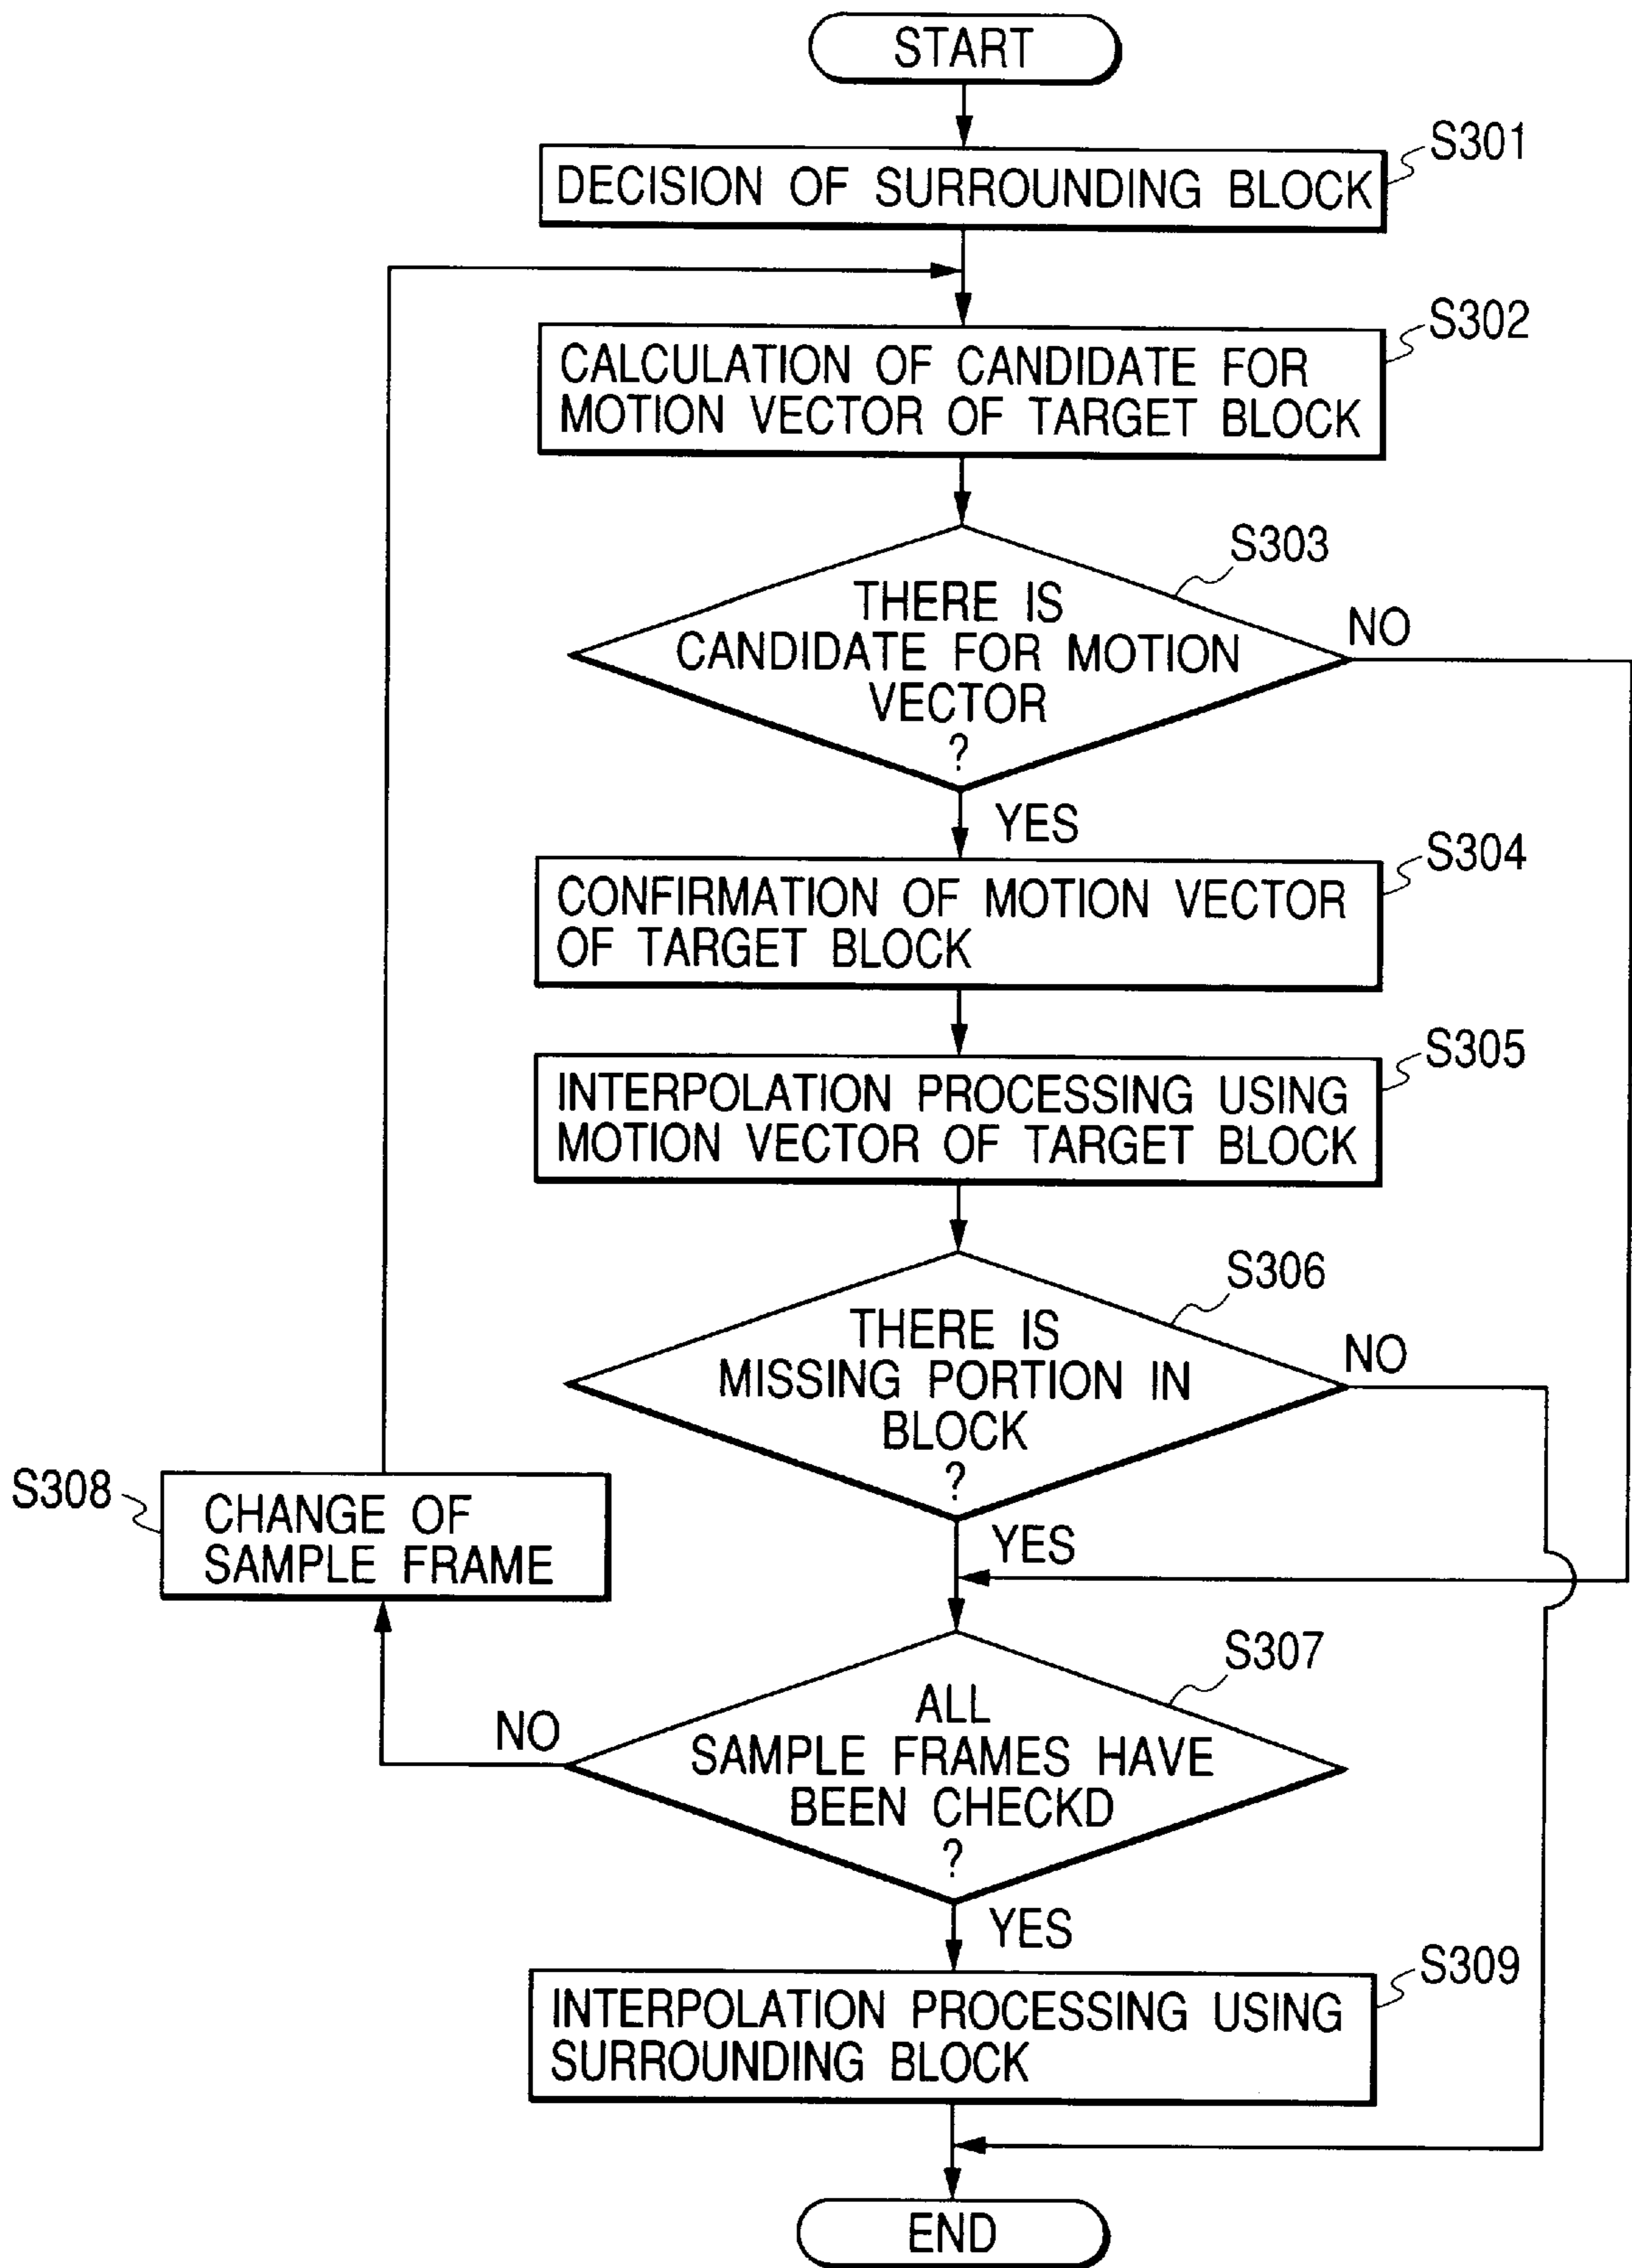 START
S301
DECISION OF SURROUNDING BLOCK
S302
CALCULATION OF CANDIDATE FOR
MOTION VECTOR OF TARGET BLOCK
S303
THERE IS
CANDIDATE FOR MOTION
VECTOR
?
NO
YES
S304
CONFIRMATION OF MOTION VECTOR
OF TARGET BLOCK
S305
INTERPOLATION PROCESSING USING
MOTION VECTOR OF TARGET BLOCK
S306
THERE IS
MISSING PORTION IN
BLOCK
?
NO
YES
S308
CHANGE OF
SAMPLE FRAME
S307
ALL
SAMPLE FRAMES HAVE
BEEN CHECKD
?
NO
YES
S309
INTERPOLATION PROCESSING USING
SURROUNDING BLOCK
END